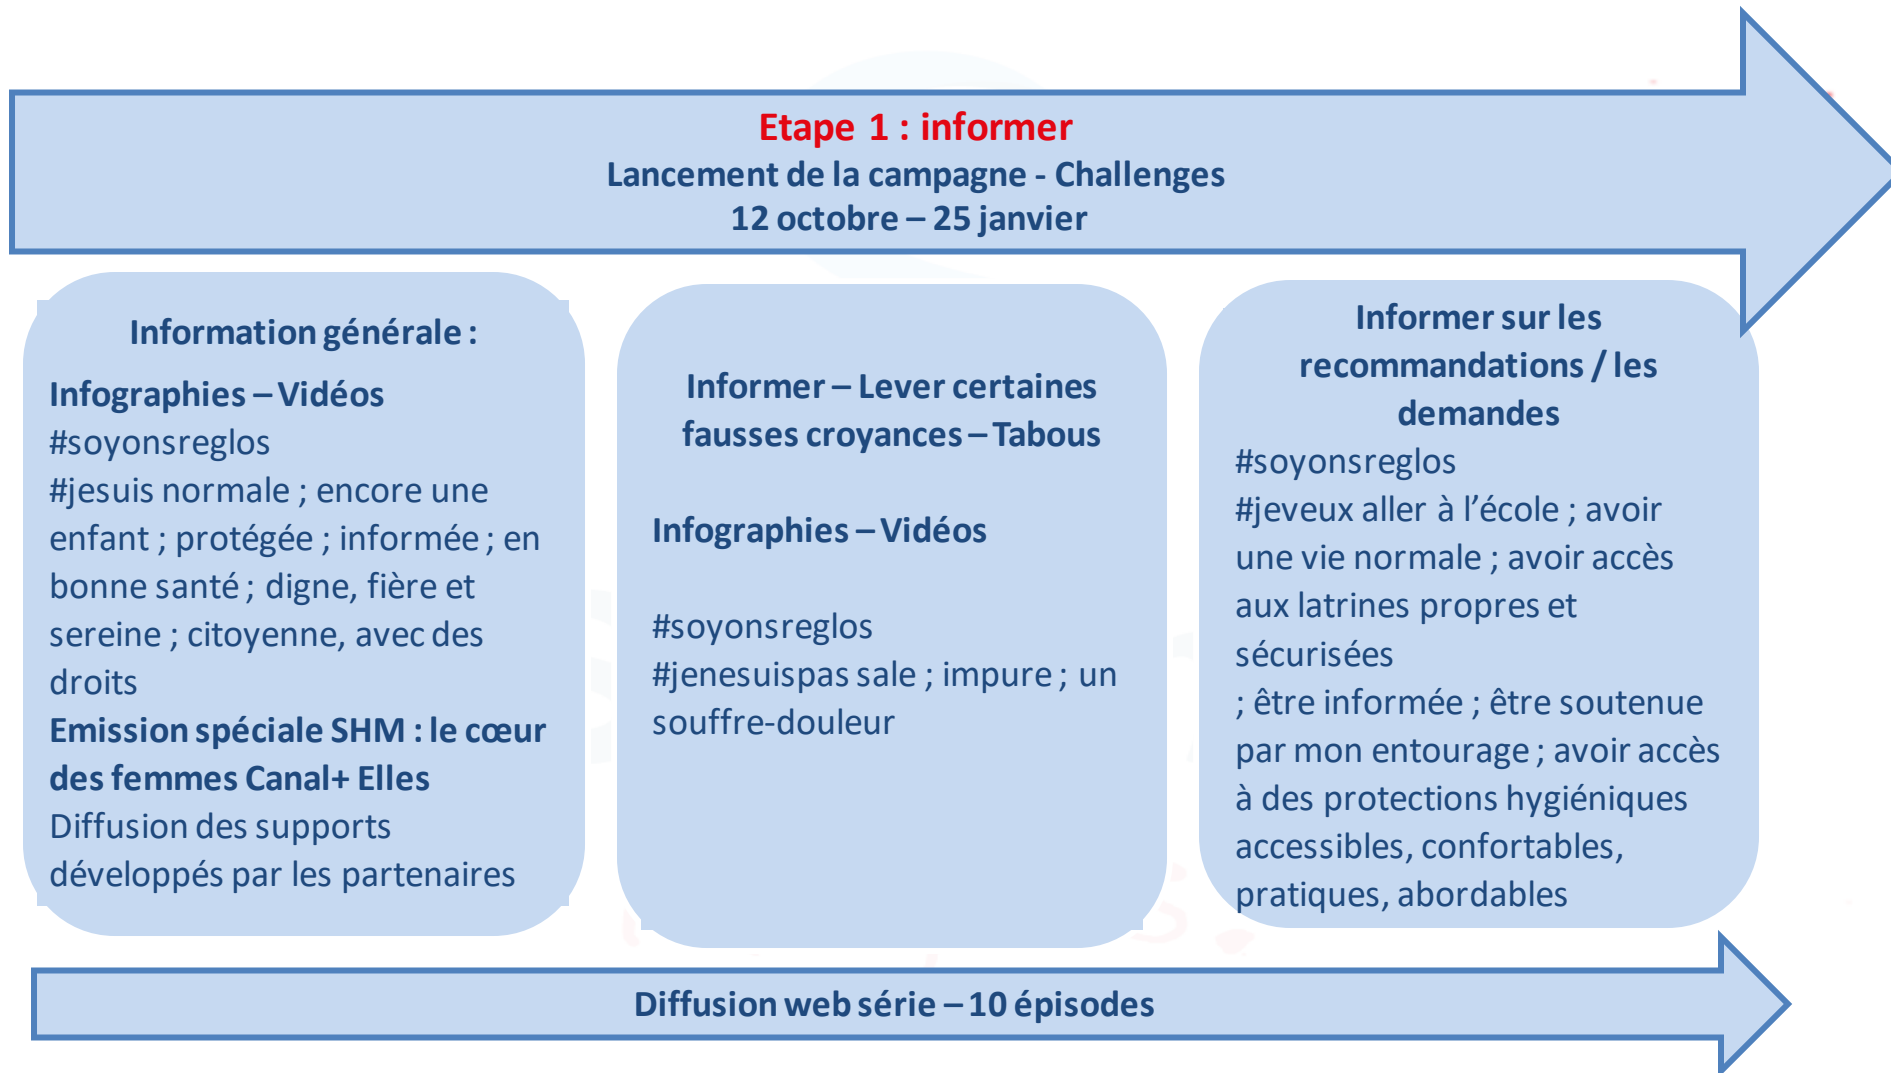 Etape 1 : informer
Lancement de la campagne - Challenges
12 octobre – 25 janvier
Information générale :
Infographies – Vidéos
#soyonsreglos
#jesuis normale ; encore une
enfant ; protégée ; informée ; en
bonne santé ; digne, fière et
sereine ; citoyenne, avec des
droits
Emission spéciale SHM : le cœur
des femmes Canal+ Elles
Diffusion des supports
développés par les partenaires
Informer – Lever certaines
fausses croyances – Tabous
Infographies – Vidéos
#soyonsreglos
#jenesuispas sale ; impure ; un
souffre-douleur
Informer sur les
recommandations / les
demandes
#soyonsreglos
#jeveux aller à l’école ; avoir
une vie normale ; avoir accès
aux latrines propres et
sécurisées
; être informée ; être soutenue
par mon entourage ; avoir accès
à des protections hygiéniques
accessibles, confortables,
pratiques, abordables
Diffusion web série – 10 épisodes